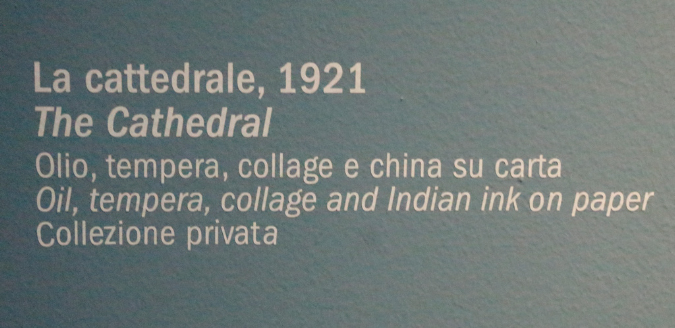 La cattedrale, 1921
The Cathedral
Olio, tempera, collage e china su carta
Oil, tempera, collage and Indian ink on paper
Collezione privata